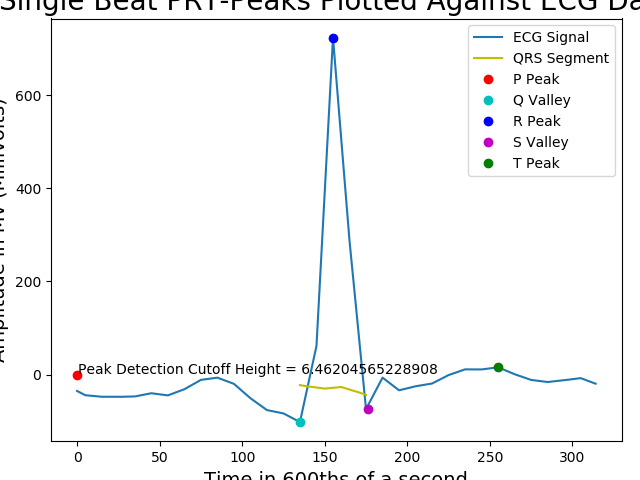 Single Beat PRT-Peaks Plotted Against ECG Da
ECG Signal
QRS Segment
P Peak
Q Valley
R Peak
S Valley
T Peak
Amplitude in MV (Millivolts)
600
400
200
0
Peak Detection Cutoff Height = 6.46204565228908
0 50 100 150 200 250 300
Time in 600ths of a second